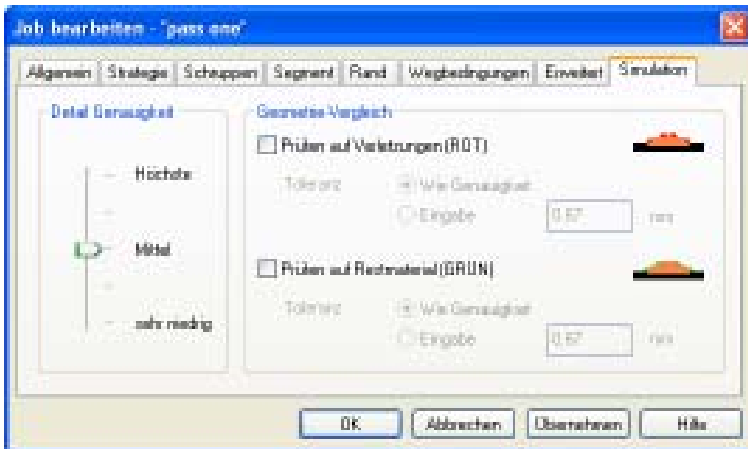 Job bearbeiten - "pass one"
Allgemein Strategie Schruppen Segment Rand Wegbedingungen Erweitert Simulation
Detail Genauigkeit
Höchste
Mittel
sehr niedrig
Geometrie-Vergleich
Prüfen auf Verletzungen (ROT)
Toleranz
Wie Genauigkeit
Eingabe
0,67 mm
Prüfen auf Restmaterial (GRÜN)
Toleranz
Wie Genauigkeit
Eingabe
0,67 mm
OK Abbrechen Übernehmen Hilfe